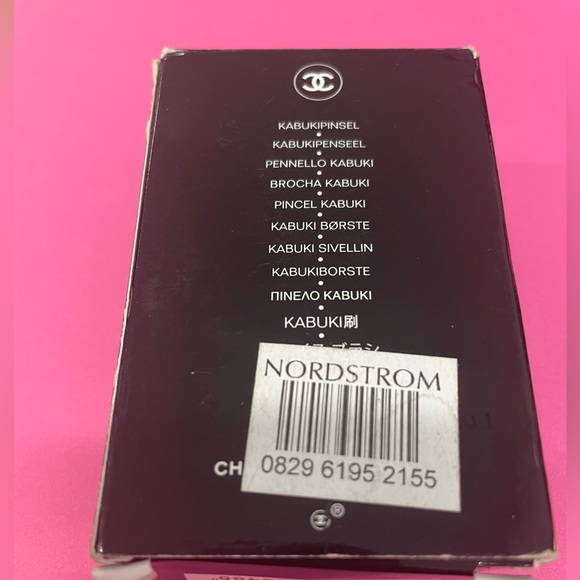 KABUKIPINSEL
KABUKIPENSEEL
PENNELLO KABUKI
BROCHA KABUKI
PINCEL KABUKI
KABUKI BØRSTE
KABUKI SIVELLIN
KABUKIBORSTE
ΠΙΝΕΛΟ KABUKI
KABUKI刷
NORDSTROM
0829 6195 2155
CH
®